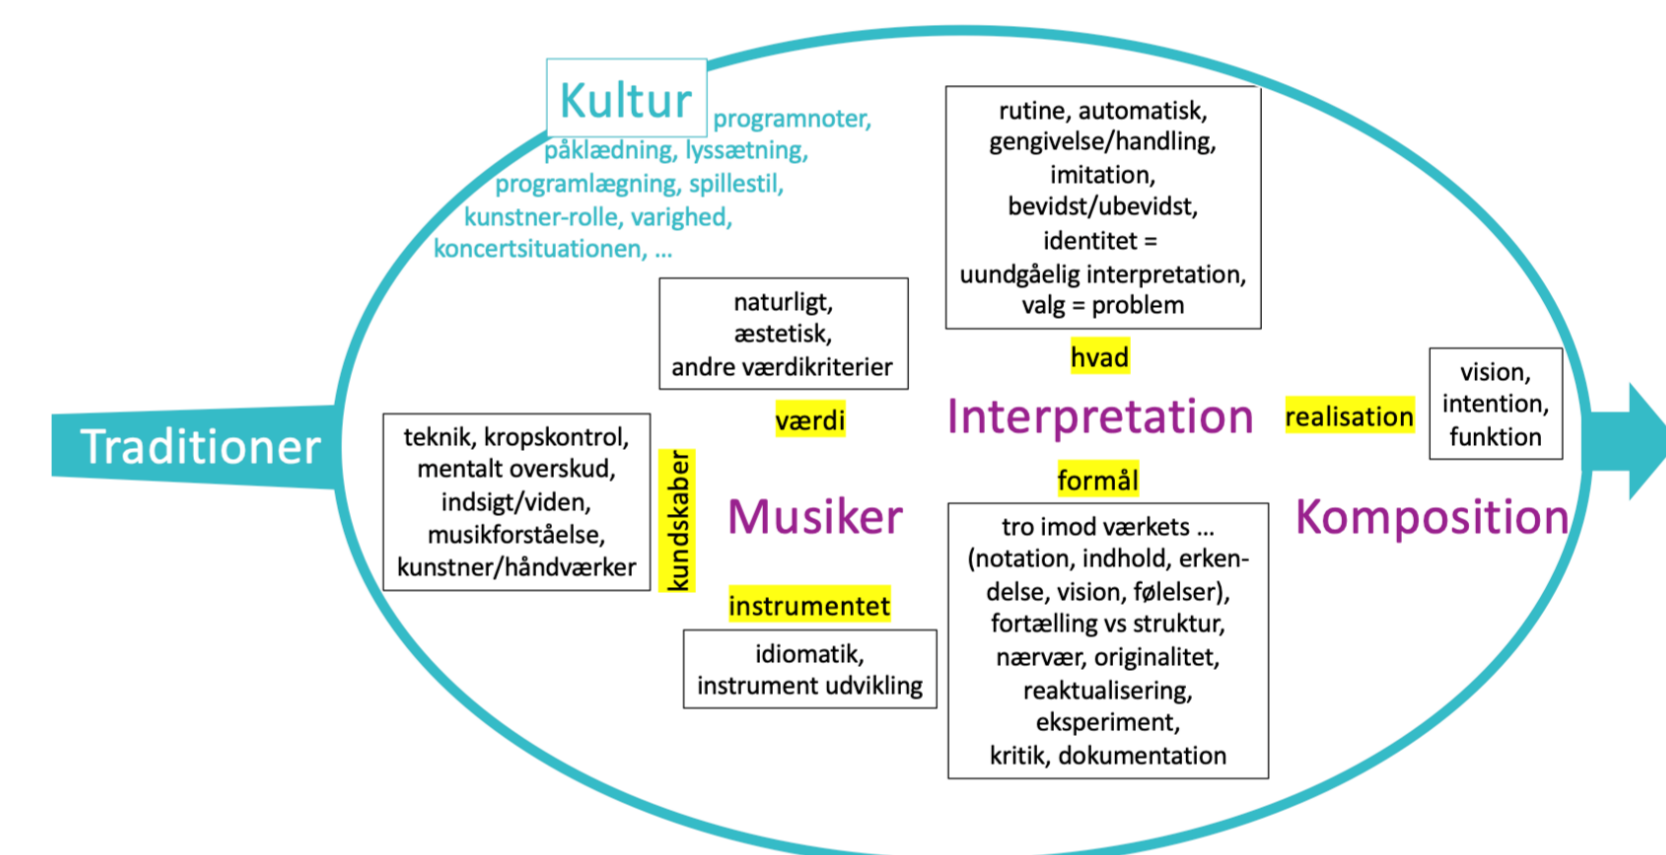 Kultur
programnoter,
påklædning, lyssætning,
programlægning, spillestil,
kunstner-rolle, varighed,
koncertsituationen, ...
rutine, automatisk,
gengivelse/handling,
imitation,
bevidst/ubevidst,
identitet =
uundgåelig interpretation,
valg = problem
hvad
naturligt,
æstetisk,
andre værdikriterier
værdi
Interpretation
realisation
vision,
intention,
funktion
Traditioner
teknik, kropskontrol,
mentalt overskud,
indsigt/viden,
musikforståelse,
kunstner/håndværker
kundskaber
Musiker
formål
Komposition
tro imod værkets ...
(notation, indhold, erken-
delse, vision, følelser),
fortælling vs struktur,
nærvær, originalitet,
reaktualisering,
eksperiment,
kritik, dokumentation
instrumentet
idiomatik,
instrument udvikling